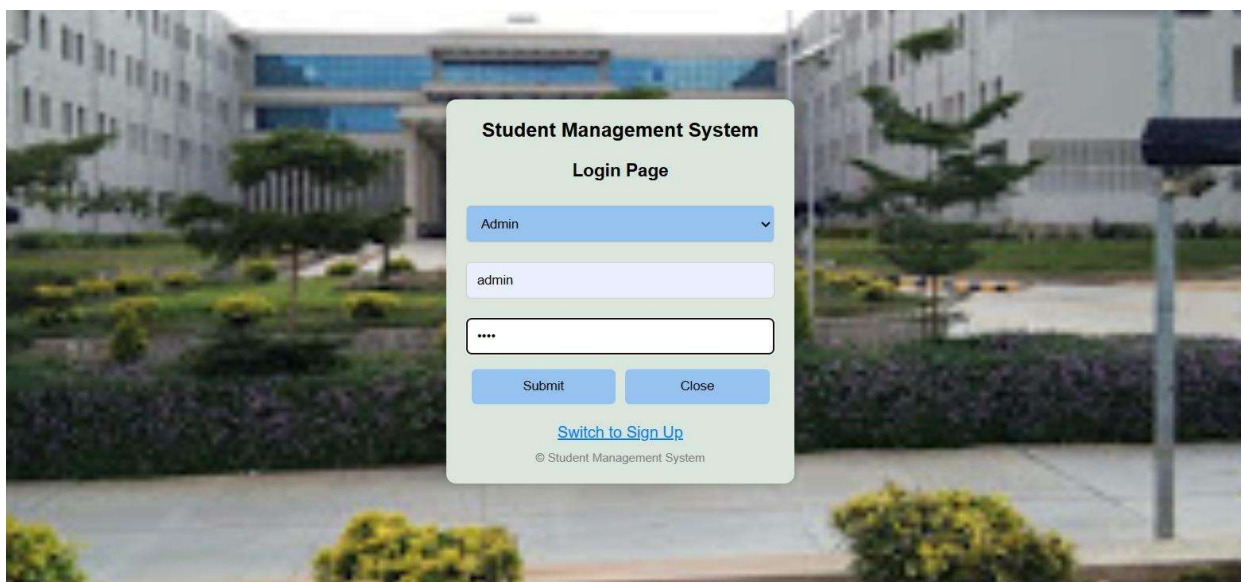 Student Management System
Login Page
Admin
admin
••••
Submit Close
Switch to Sign Up
© Student Management System